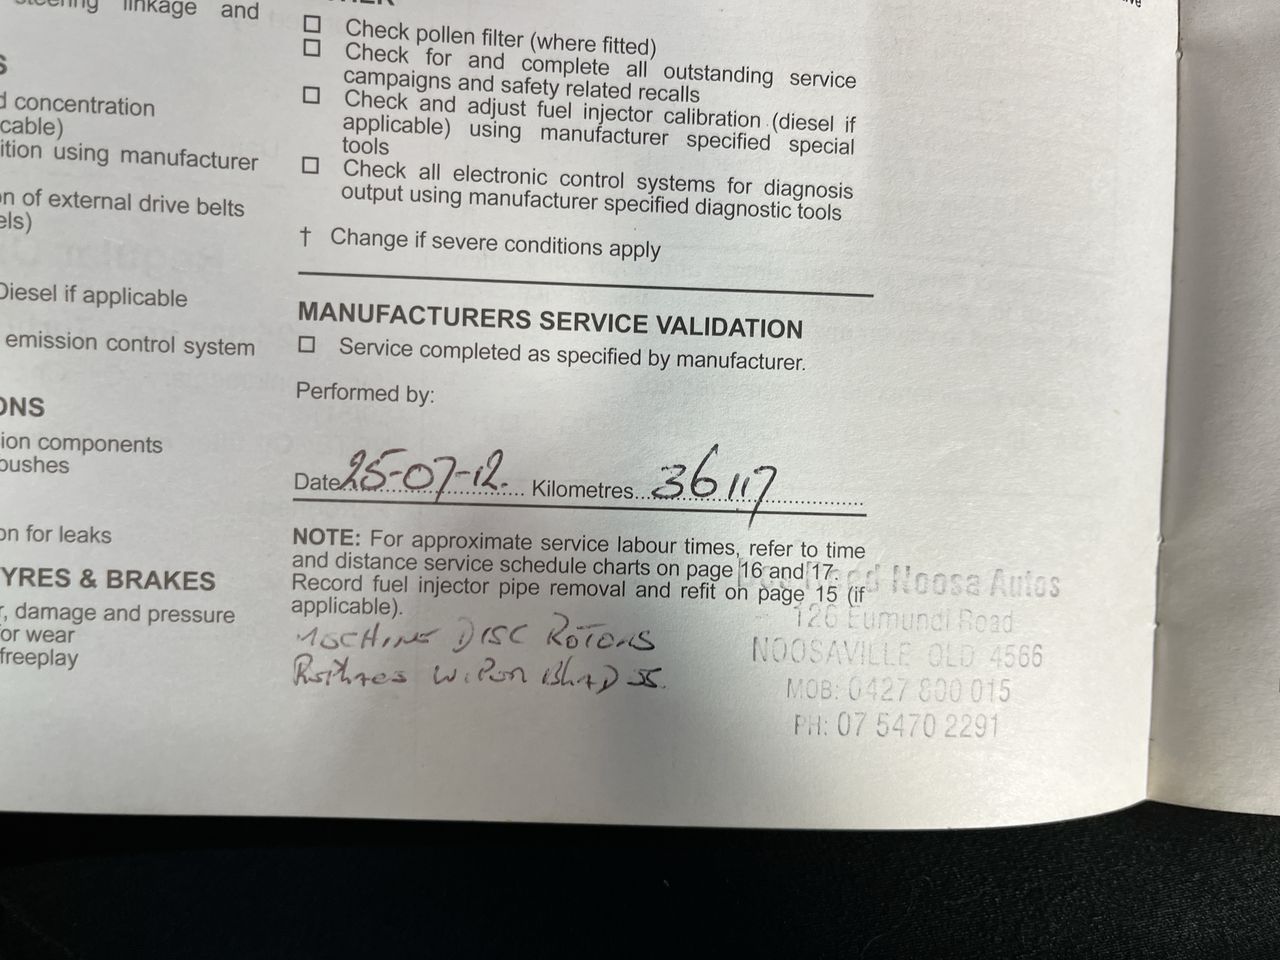 linkage and
S
d concentration
cable)
ition using manufacturer
on of external drive belts
els)
Diesel if applicable
emission control system
ONS
ion components
bushes
on for leaks
YRES & BRAKES
r, damage and pressure
or wear
freeplay
☐ Check pollen filter (where fitted)
☐ Check for and complete all outstanding service
campaigns and safety related recalls
☐ Check and adjust fuel injector calibration (diesel if
applicable) using manufacturer specified special
tools
☐ Check all electronic control systems for diagnosis
output using manufacturer specified diagnostic tools
† Change if severe conditions apply
MANUFACTURERS SERVICE VALIDATION
☐ Service completed as specified by manufacturer.
Performed by:
Date 25-07-12. Kilometres 36117
NOTE: For approximate service labour times, refer to time
and distance service schedule charts on page 16 and 17.
Record fuel injector pipe removal and refit on page 15 (if
applicable).
MACHINE DISC ROTORS
WIPER BLADES.
Noosa Autos
126 Eumundi Road
NOOSAVILLE QLD 4566
MOB: 0427 800 015
PH: 07 5470 2291